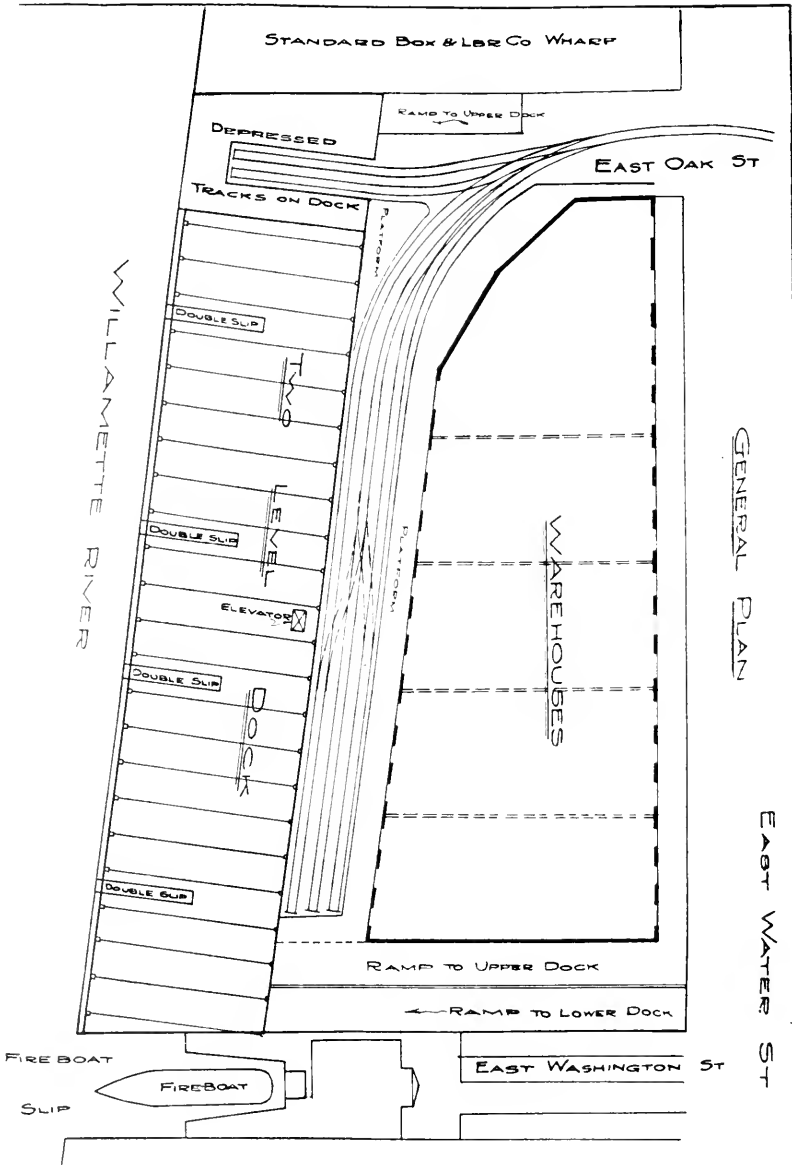 STANDARD BOX & LBR CO WHARF
RAMP TO UPPER DOCK
DEPRESSED
TRACKS ON DOCK
EAST OAK ST
PLATFORM
WILLAMETTE RIVER
DOUBLE SLIP
TWO LEVEL DOCK
GENERAL PLAN
DOUBLE SLIP
PLATFORM
WAREHOUSES
ELEVATOR
DOUBLE SLIP
EAST WATER ST
DOUBLE SLIP
RAMP TO UPPER DOCK
RAMP TO LOWER DOCK
FIRE BOAT
SLIP
FIREBOAT
EAST WASHINGTON ST